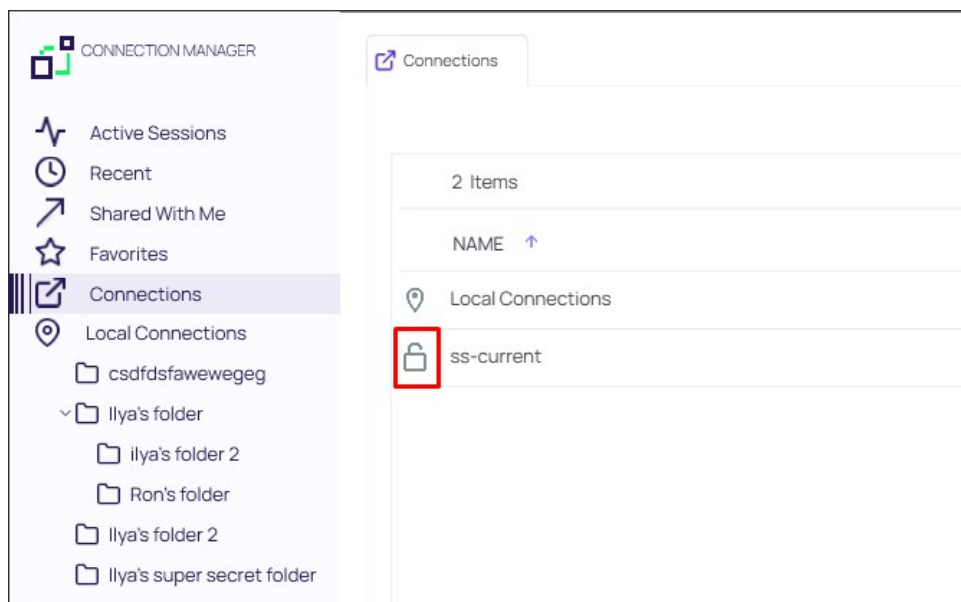 CONNECTION MANAGER
Active Sessions
Recent
Shared With Me
Favorites
Connections
Local Connections
csdfdsfawewegeg
Ilya's folder
ilya's folder 2
Ron's folder
Ilya's folder 2
Ilya's super secret folder
Connections
2 Items
NAME
Local Connections
ss-current